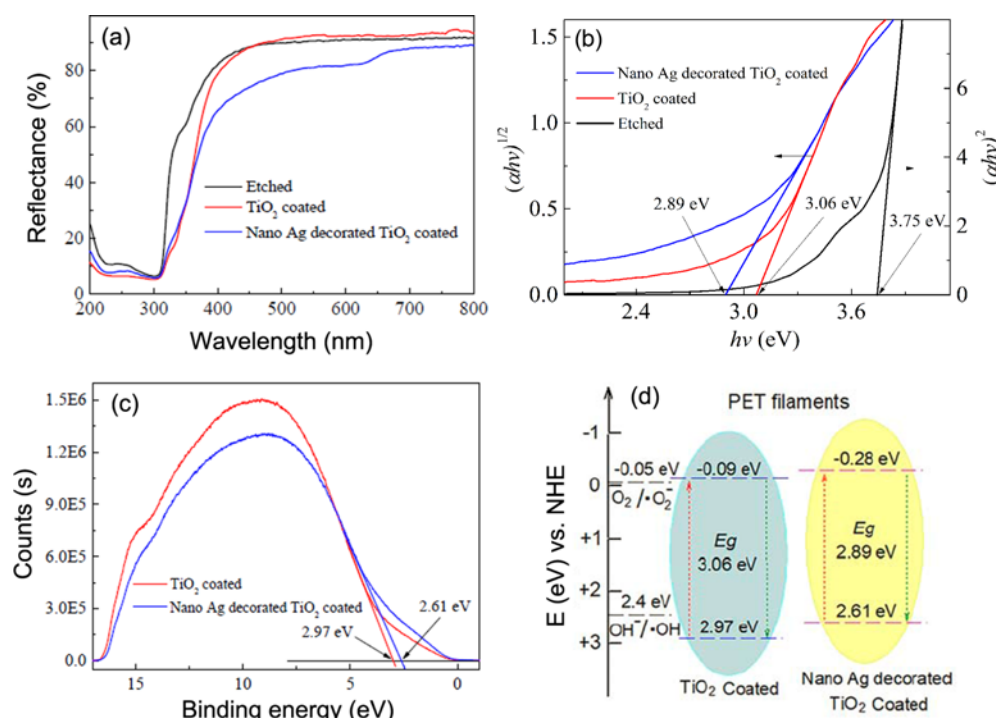 (a)
Reflectance (%)
80
60
40
20
0
200 300 400 500 600 700 800
Wavelength (nm)
Etched
TiO₂ coated
Nano Ag decorated TiO₂ coated
(b)
(αhν)^1/2
1.5
1.0
0.5
0.0
Nano Ag decorated TiO₂ coated
TiO₂ coated
Etched
2.89 eV
3.06 eV
3.75 eV
6
4
2
0
(αhν)²
2.4 3.0 3.6
hν (eV)
(c)
Counts (s)
1.5E6
1.2E6
9.0E5
6.0E5
3.0E5
0.0
TiO₂ coated
Nano Ag decorated TiO₂ coated
2.61 eV
2.97 eV
15 10 5 0
Binding energy (eV)
(d)
PET filaments
E (eV) vs. NHE
-1
0
+1
+2
+3
-0.05 eV
O₂/·O₂⁻
2.4 eV
OH⁻/·OH
-0.09 eV
Eg
3.06 eV
2.97 eV
TiO₂ Coated
-0.28 eV
Eg
2.89 eV
2.61 eV
Nano Ag decorated
TiO₂ Coated